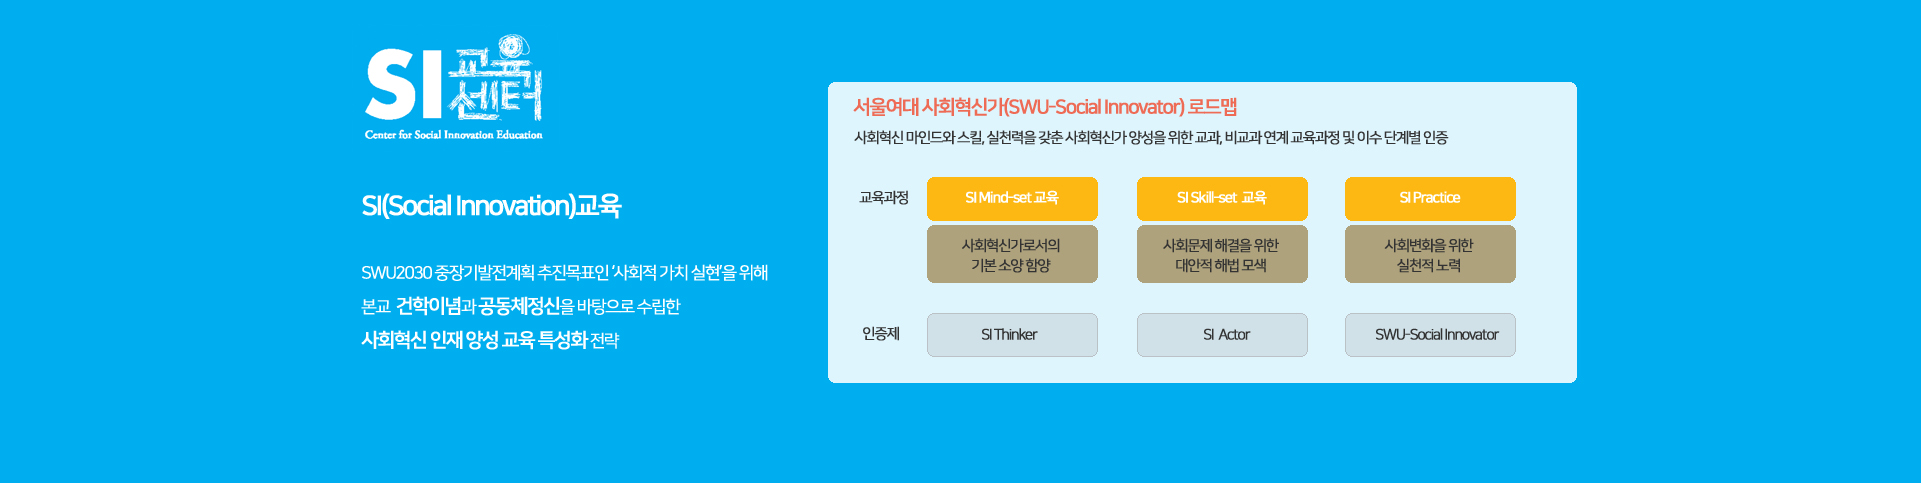 SI 교육센터
Center for Social Innovation Education
SI(Social Innovation)교육
SWU2030 중장기발전계획 추진목표인 '사회적 가치 실현'을 위해
본교 건학이념과 공동체정신을 바탕으로 수립한
사회혁신 인재 양성 교육 특성화 전략
서울여대 사회혁신가(SWU-Social Innovator) 로드맵
사회혁신 마인드와 스킬, 실천력을 갖춘 사회혁신가 양성을 위한 교과, 비교과 연계 교육과정 및 이수 단계별 인증
교육과정
SI Mind-set 교육
SI Skill-set 교육
SI Practice
사회혁신가로서의
기본 소양 함양
사회문제 해결을 위한
대안적 해법 모색
사회변화를 위한
실천적 노력
인증제
SI Thinker
SI Actor
SWU-Social Innovator